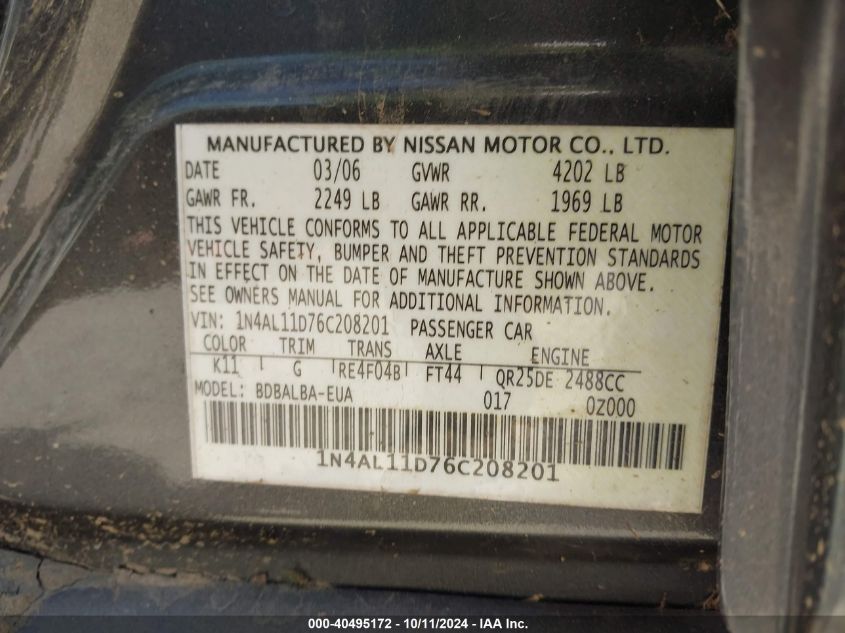 MANUFACTURED BY NISSAN MOTOR CO., LTD.
DATE 03/06 GVWR 4202 LB
GAWR FR. 2249 LB GAWR RR. 1969 LB
THIS VEHICLE CONFORMS TO ALL APPLICABLE FEDERAL MOTOR
VEHICLE SAFETY, BUMPER AND THEFT PREVENTION STANDARDS
IN EFFECT ON THE DATE OF MANUFACTURE SHOWN ABOVE.
SEE OWNERS MANUAL FOR ADDITIONAL INFORMATION.
VIN: 1N4AL11D76C208201 PASSENGER CAR
COLOR TRIM TRANS AXLE ENGINE
K11 G RE4F04B FT44 QR25DE 2488CC
MODEL: BDBALBA-EUA 017 0Z000
1N4AL11D76C208201
000-40495172 - 10/11/2024 - IAAI.com